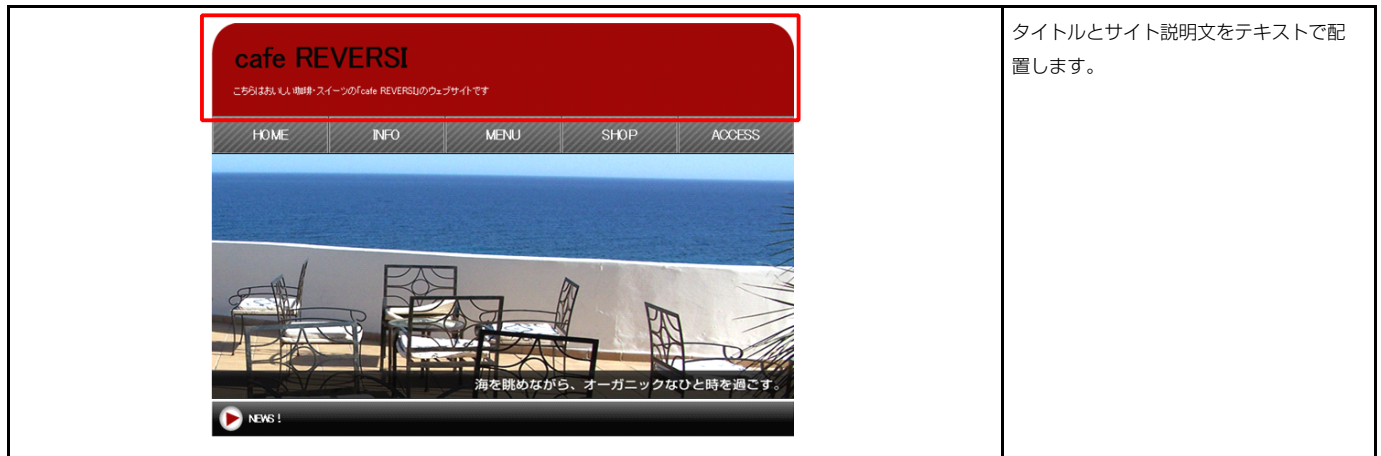 cafe REVERSI
こちらはおいしい珈琲・スイーツの「cafe REVERSI」のウェブサイトです
HOME INFO MENU SHOP ACCESS
海を眺めながら、オーガニックなひと時を過ごす。
NEWS !
タイトルとサイト説明文をテキストで配
置します。